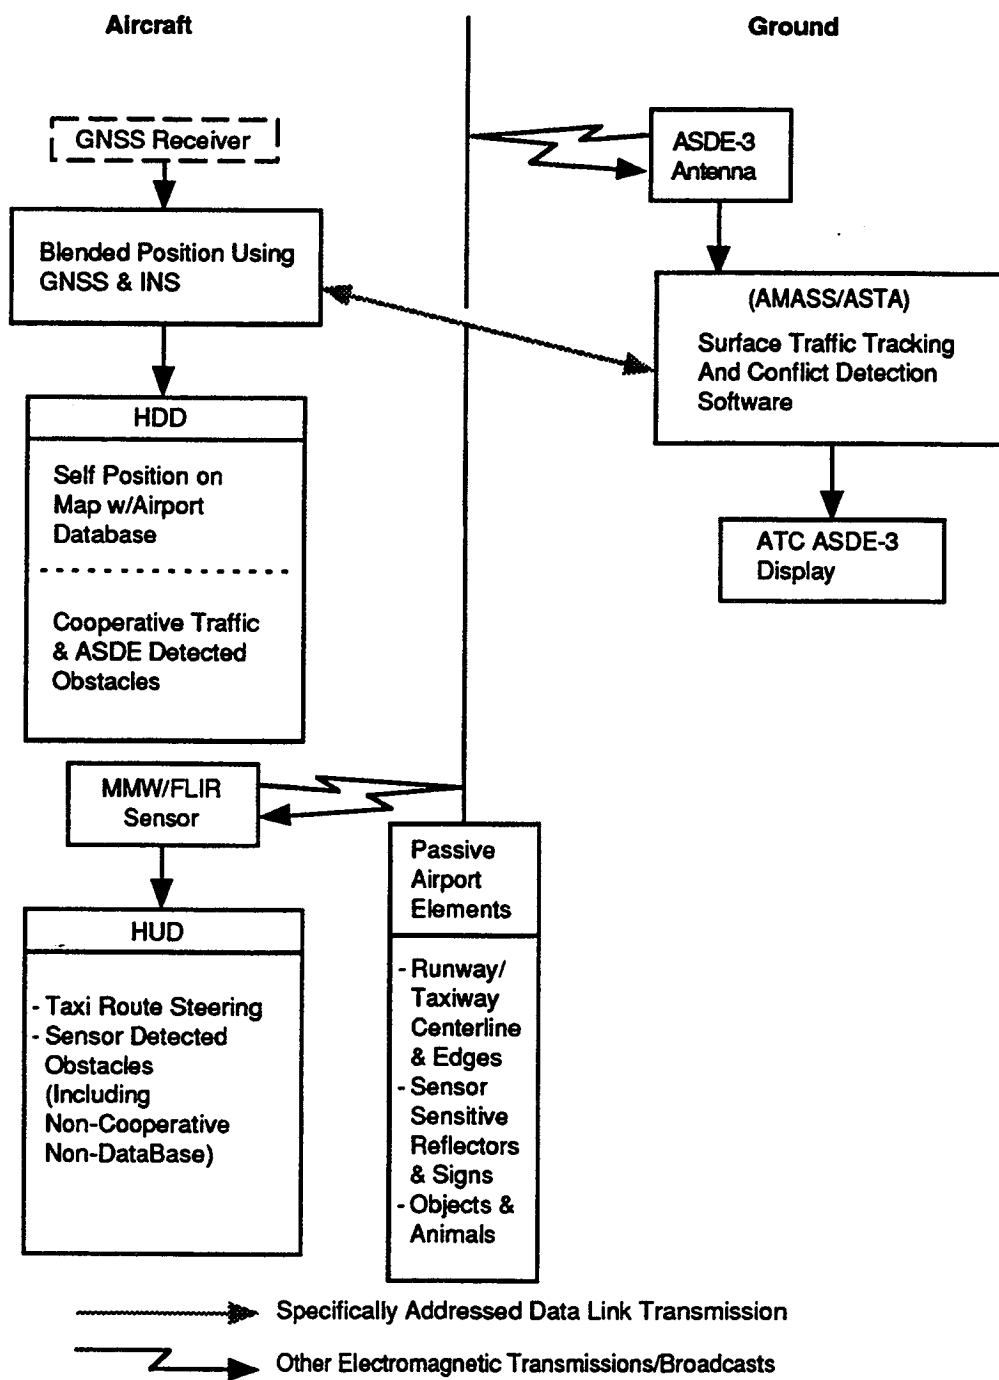 Aircraft
Ground
GNSS Receiver
Blended Position Using
GNSS & INS
HDD
Self Position on
Map w/Airport
Database
Cooperative Traffic
& ASDE Detected
Obstacles
MMW/FLIR
Sensor
HUD
- Taxi Route Steering
- Sensor Detected
Obstacles
(Including
Non-Cooperative
Non-DataBase)
ASDE-3
Antenna
(AMASS/ASTA)
Surface Traffic Tracking
And Conflict Detection
Software
ATC ASDE-3
Display
Passive
Airport
Elements
- Runway/
Taxiway
Centerline
& Edges
- Sensor
Sensitive
Reflectors
& Signs
- Objects &
Animals
Specifically Addressed Data Link Transmission
Other Electromagnetic Transmissions/Broadcasts